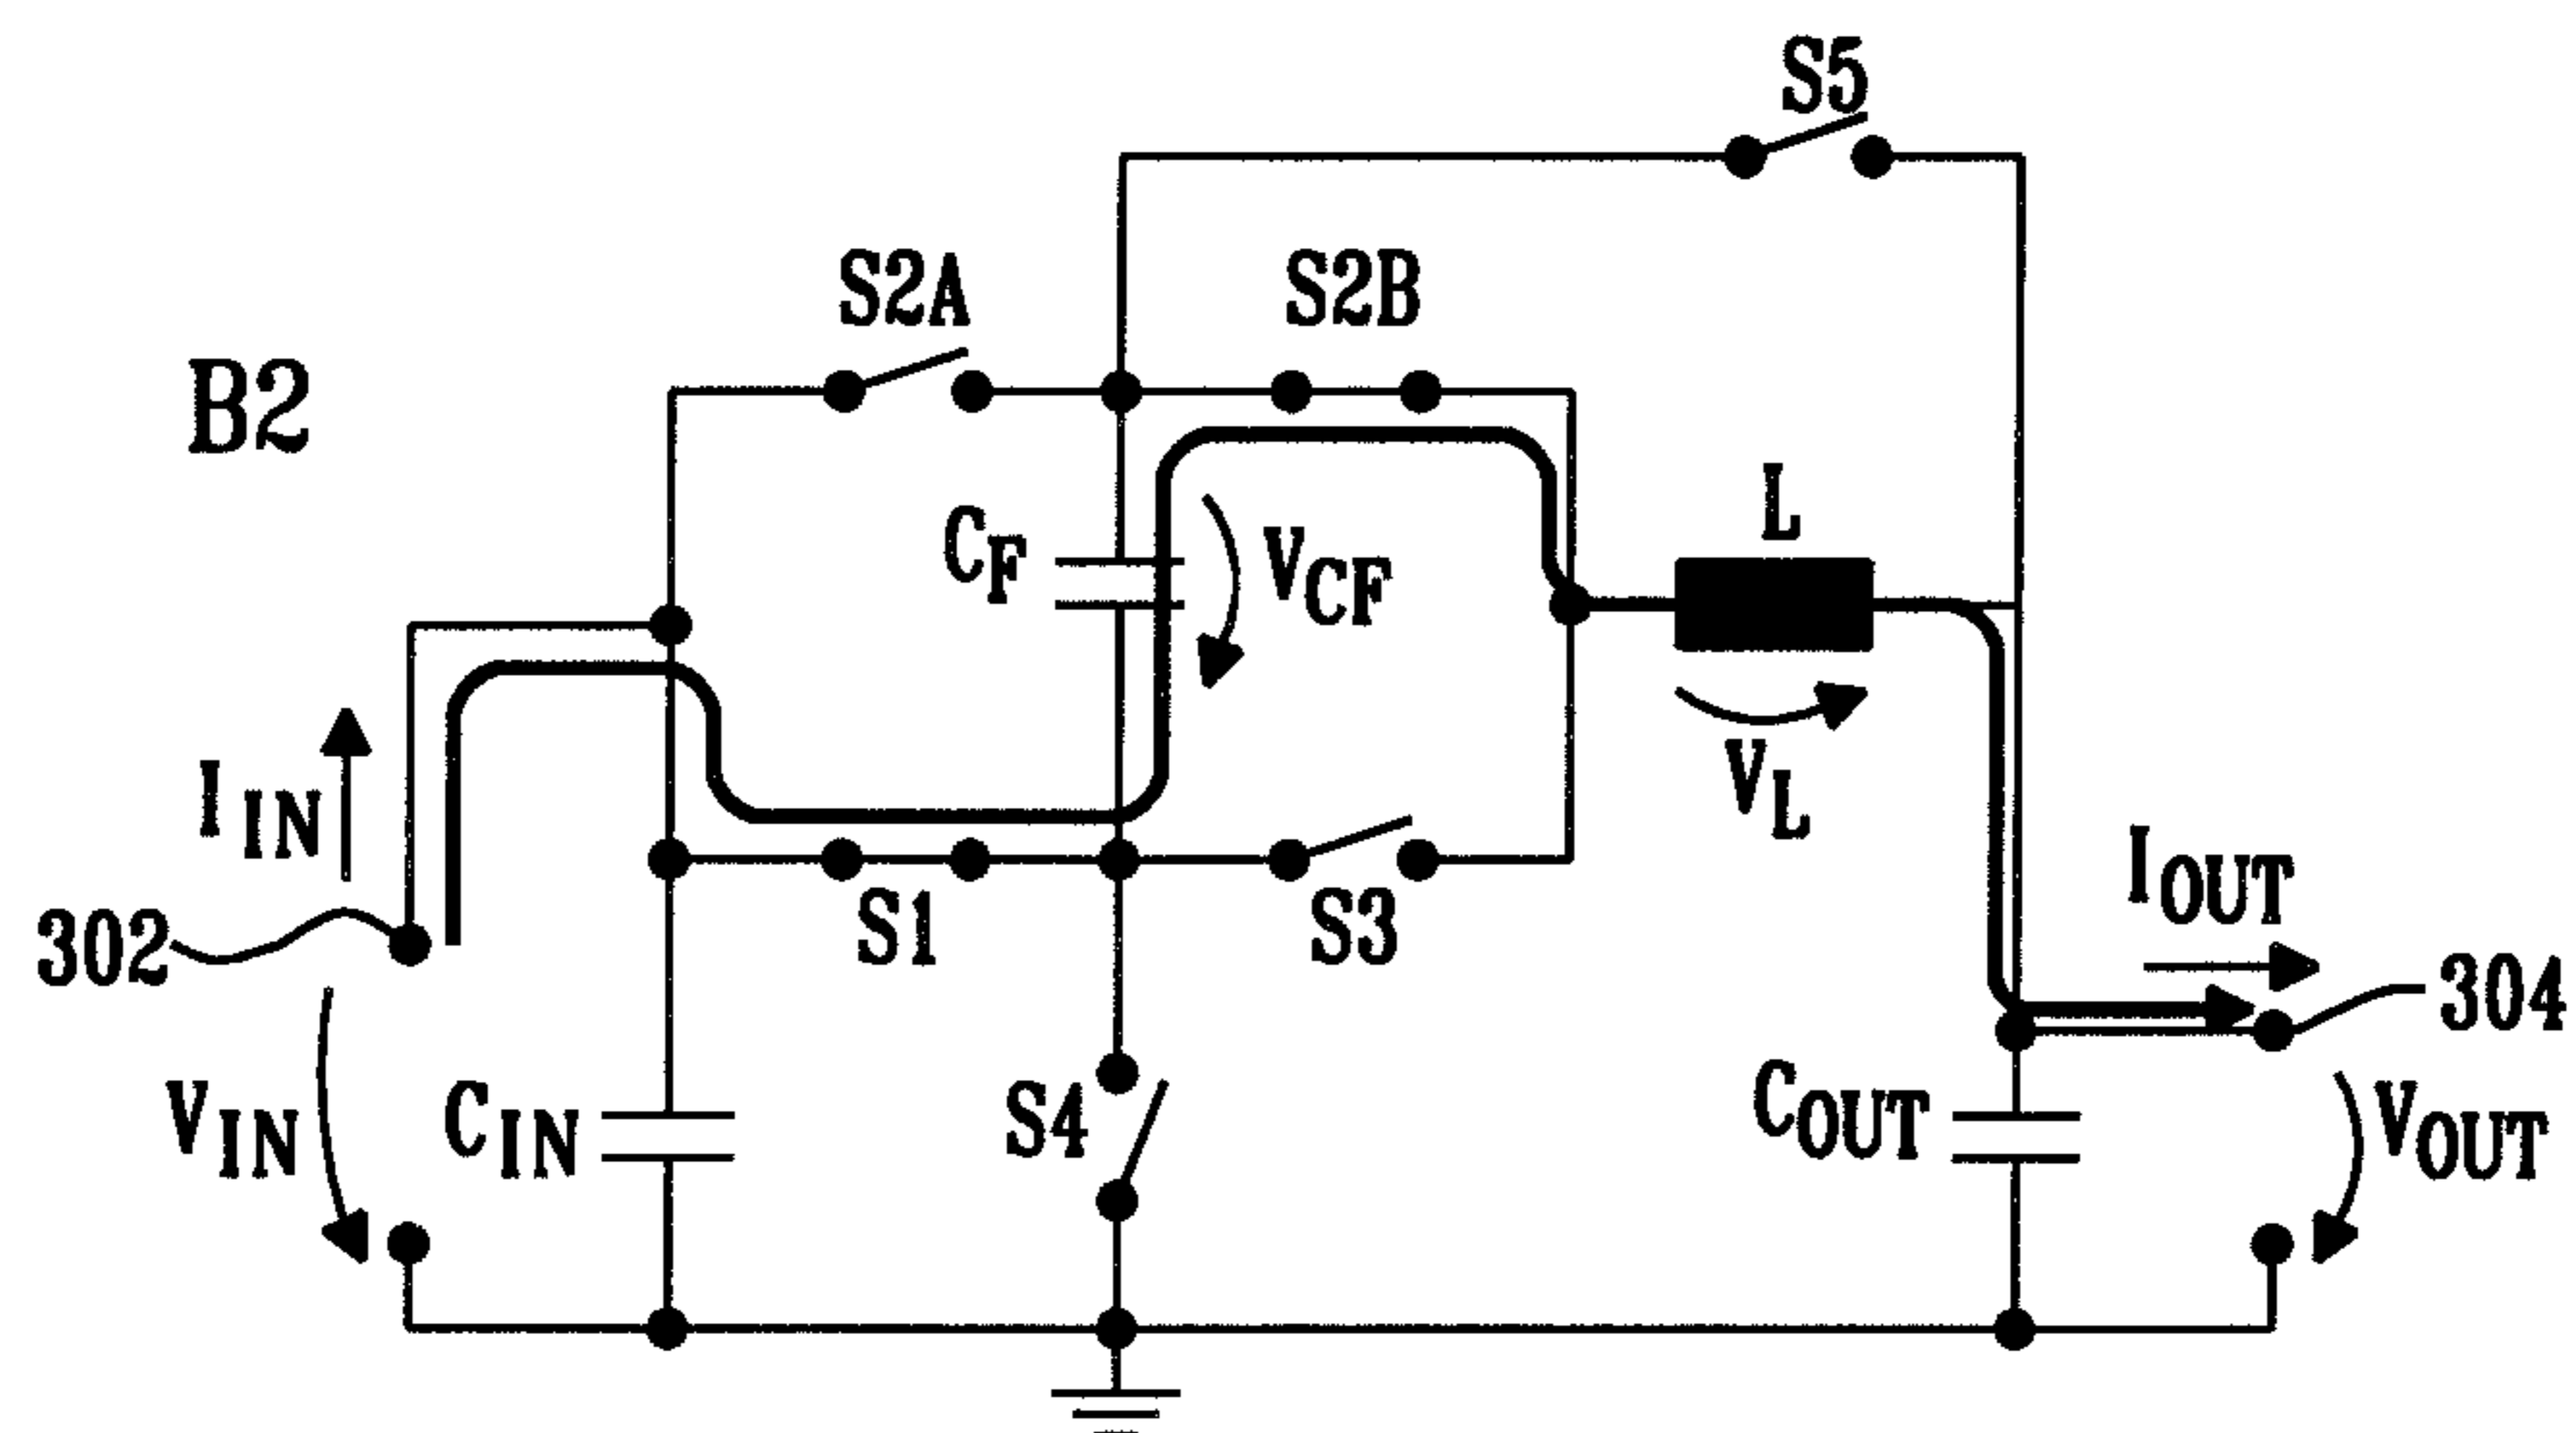 S5
S2A
S2B
B2
L
CF
VCF
VL
IIN
IOUT
S1
S3
302
304
VIN
CIN
S4
COUT
VOUT